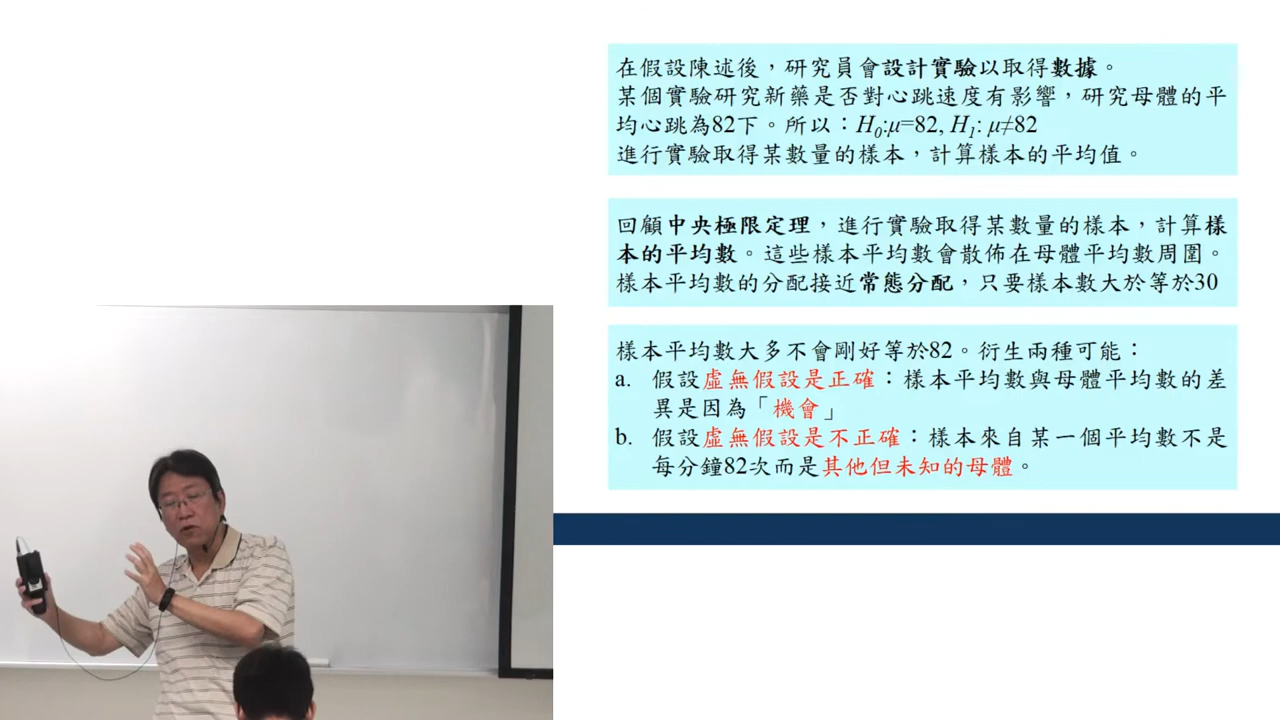 在假設陳述後，研究員會設計實驗以取得數據。
某個實驗研究新藥是否對心跳速度有影響，研究母體的平
均心跳為82下。所以：H0:μ=82, H1: μ≠82
進行實驗取得某數量的樣本，計算樣本的平均值。
回顧中央極限定理，進行實驗取得某數量的樣本，計算樣
本的平均數。這些樣本平均數會散佈在母體平均數周圍。
樣本平均數的分配接近常態分配，只要樣本數大於等於30
樣本平均數大多不會剛好等於82。衍生兩種可能：
a. 假設虛無假設是正確：樣本平均數與母體平均數的差
異是因為「機會」
b. 假設虛無假設是不正確：樣本來自某一個平均數不是
每分鐘82次而是其他但未知的母體。